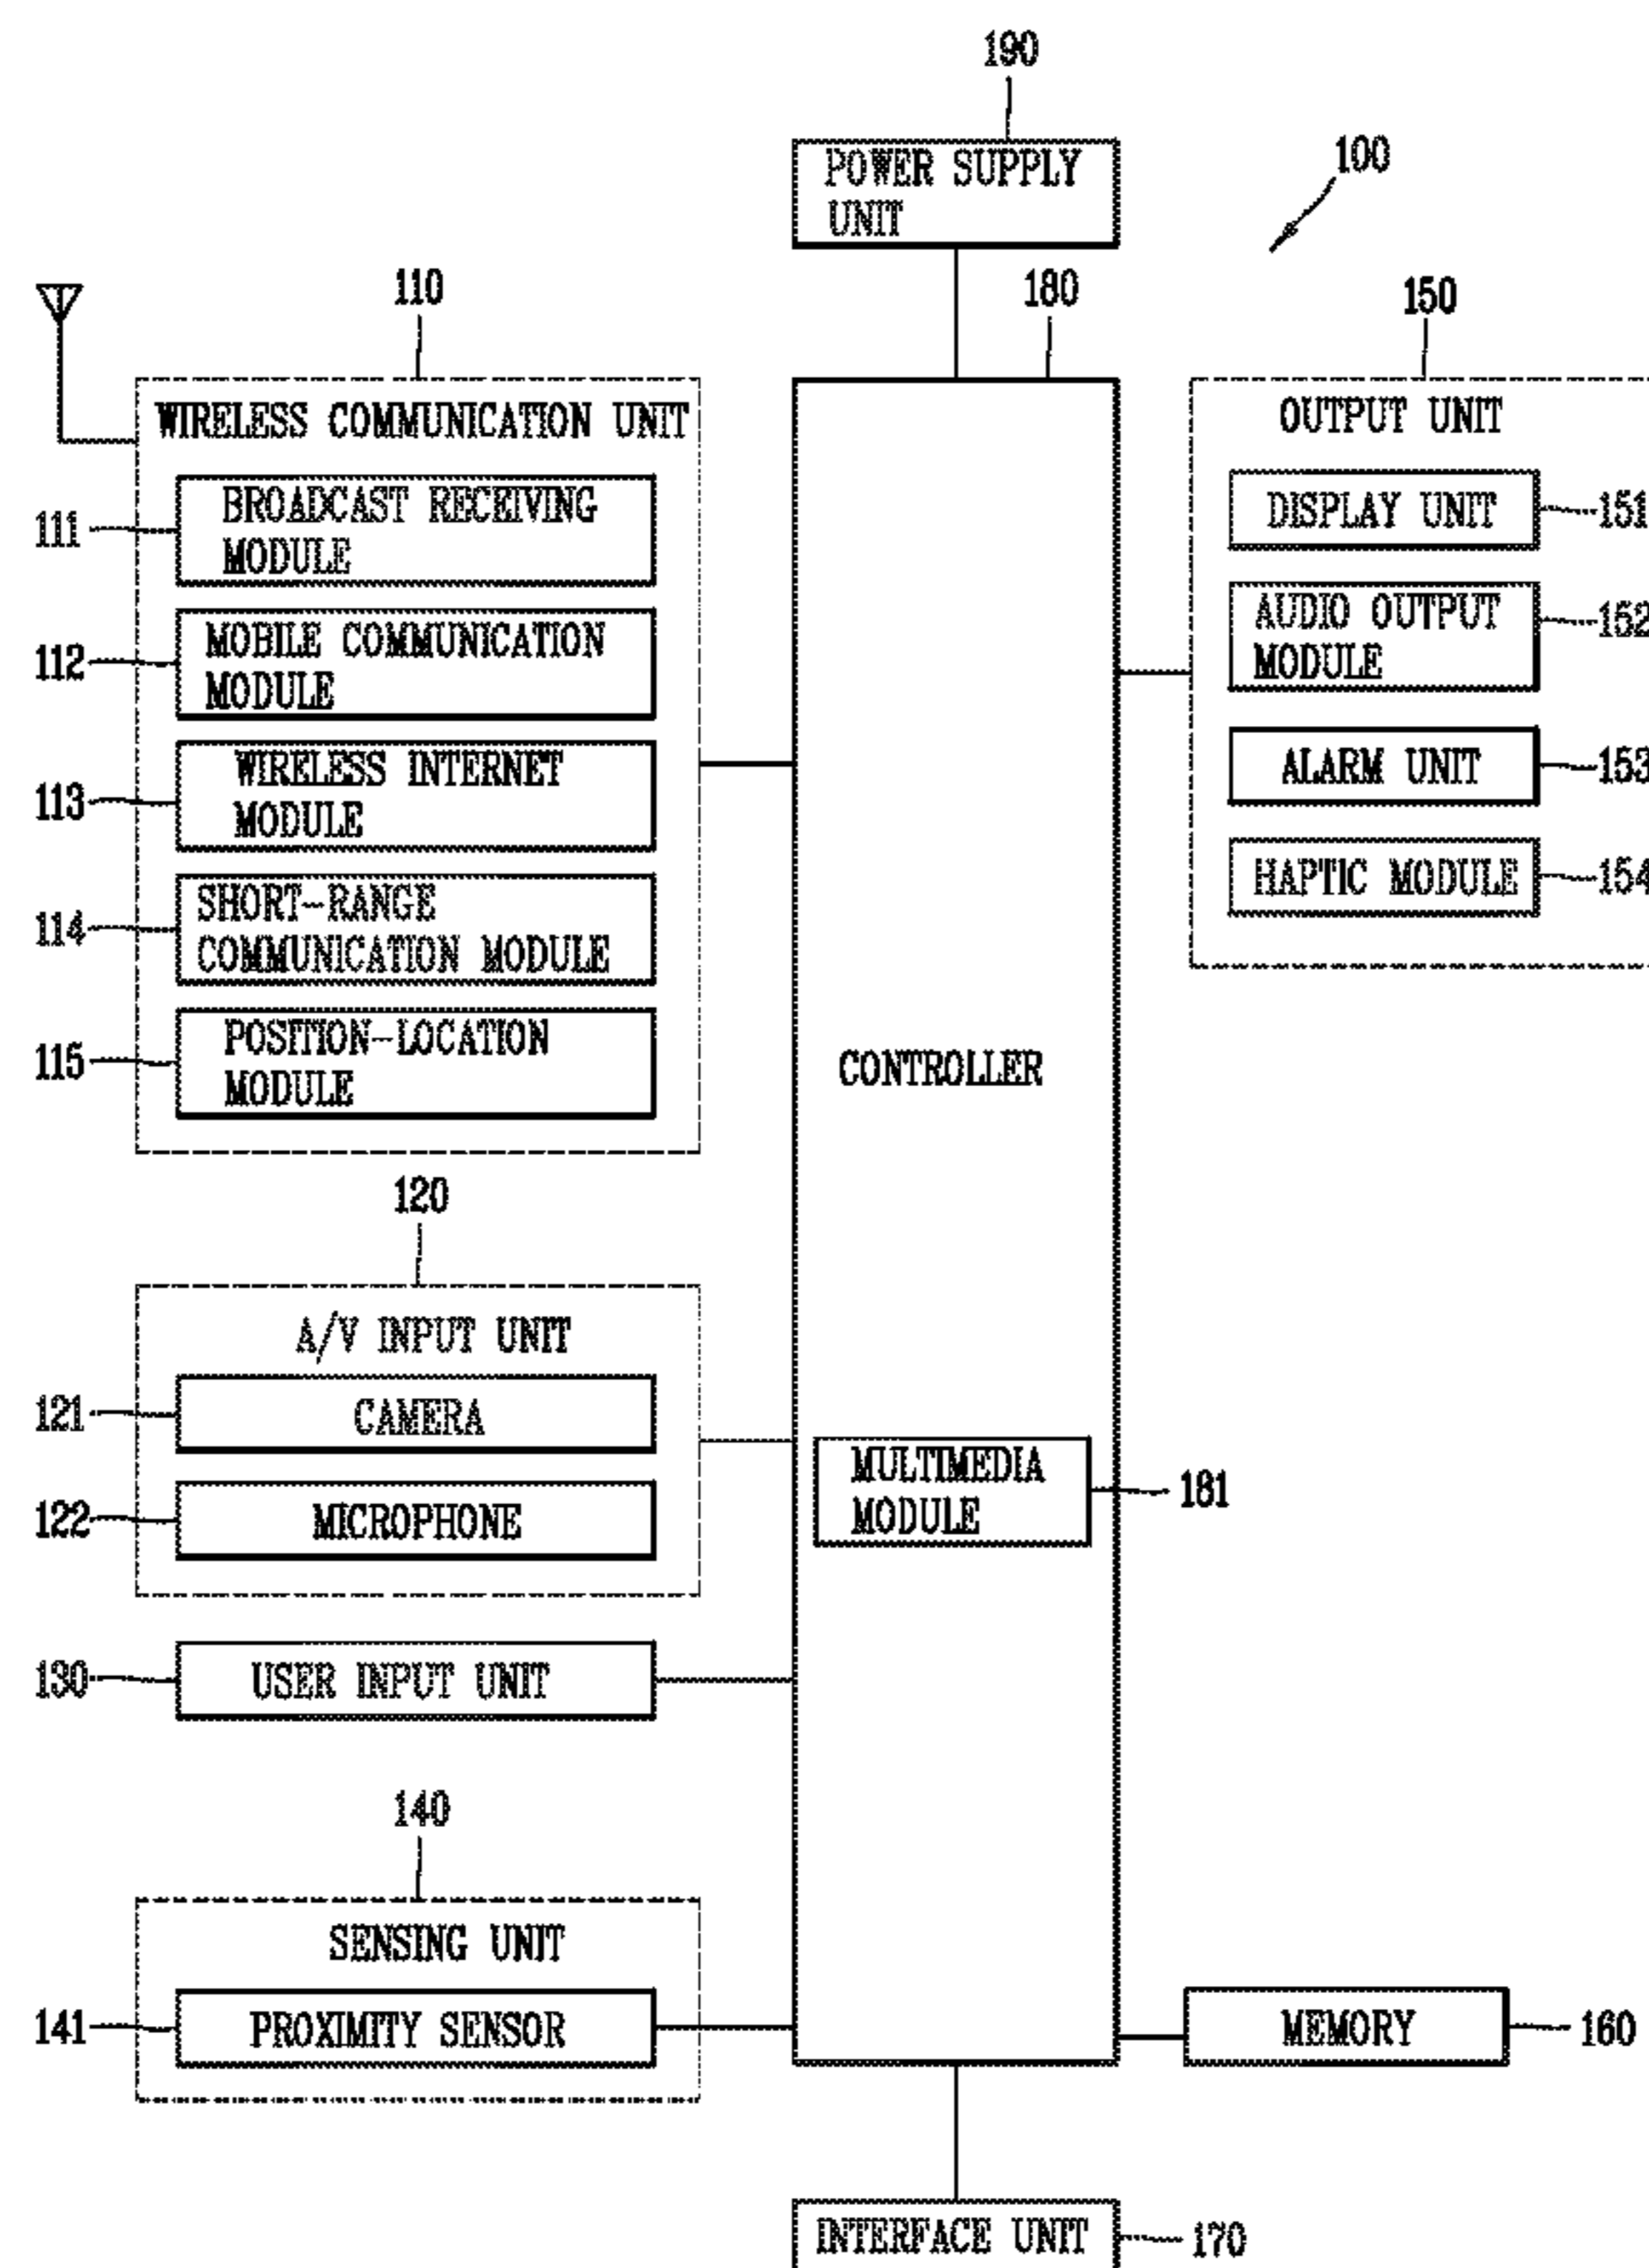 190
POWER SUPPLY
UNIT
100
110
180
150
WIRELESS COMMUNICATION UNIT
111
BROADCAST RECEIVING
MODULE
112
MOBILE COMMUNICATION
MODULE
113
WIRELESS INTERNET
MODULE
114
SHORT-RANGE
COMMUNICATION MODULE
115
POSITION-LOCATION
MODULE
OUTPUT UNIT
DISPLAY UNIT
151
AUDIO OUTPUT
MODULE
152
ALARM UNIT
153
HAPTIC MODULE
154
CONTROLLER
120
A/V INPUT UNIT
121
CAMERA
122
MICROPHONE
MULTIMEDIA
MODULE
181
130
USER INPUT UNIT
140
SENSING UNIT
141
PROXIMITY SENSOR
MEMORY
160
INTERFACE UNIT
170